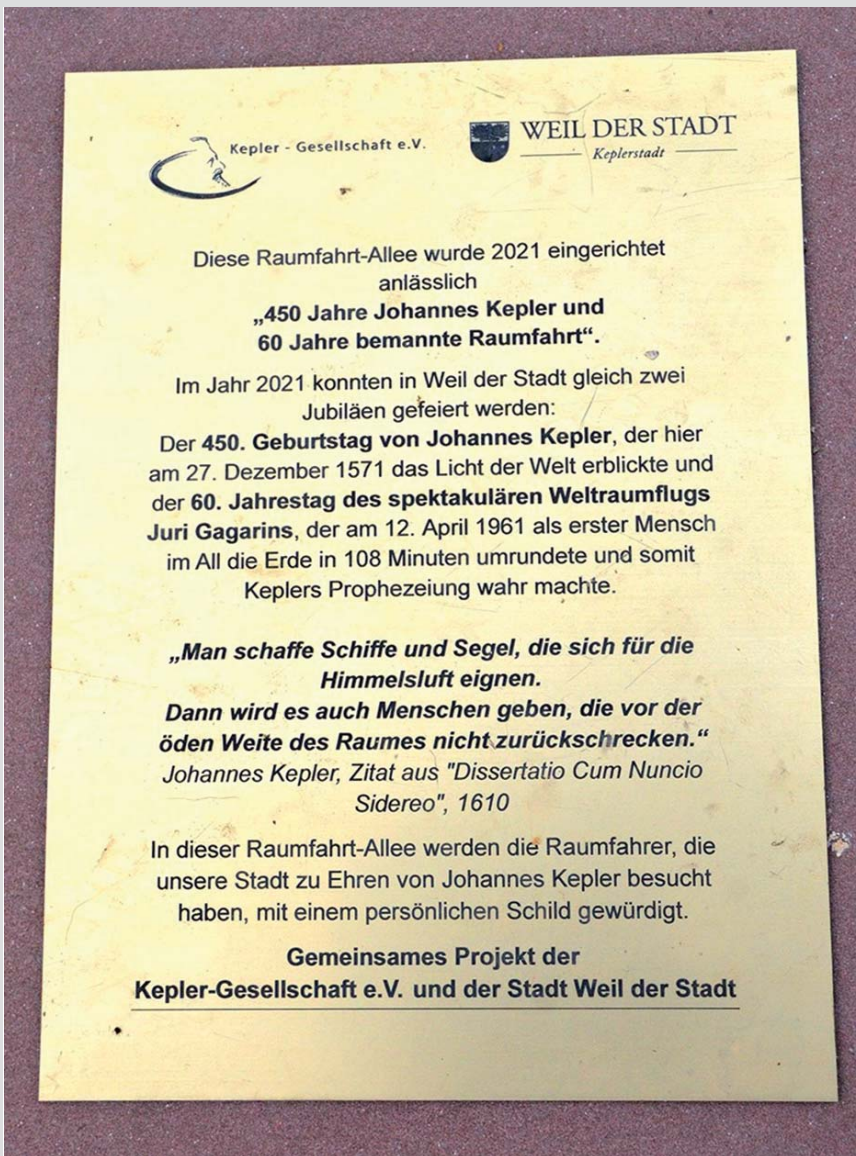 Kepler - Gesellschaft e.V.
WEIL DER STADT
Keplerstadt
Diese Raumfahrt-Allee wurde 2021 eingerichtet
anlässlich
„450 Jahre Johannes Kepler und
60 Jahre bemannte Raumfahrt“.
Im Jahr 2021 konnten in Weil der Stadt gleich zwei
Jubiläen gefeiert werden:
Der 450. Geburtstag von Johannes Kepler, der hier
am 27. Dezember 1571 das Licht der Welt erblickte und
der 60. Jahrestag des spektakulären Weltraumflugs
Juri Gagarins, der am 12. April 1961 als erster Mensch
im All die Erde in 108 Minuten umrundete und somit
Keplers Prophezeiung wahr machte.
„Man schaffe Schiffe und Segel, die sich für die
Himmelsluft eignen.
Dann wird es auch Menschen geben, die vor der
öden Weite des Raumes nicht zurückschrecken.“
Johannes Kepler, Zitat aus "Dissertatio Cum Nuncio
Sidereo", 1610
In dieser Raumfahrt-Allee werden die Raumfahrer, die
unsere Stadt zu Ehren von Johannes Kepler besucht
haben, mit einem persönlichen Schild gewürdigt.
Gemeinsames Projekt der
Kepler-Gesellschaft e.V. und der Stadt Weil der Stadt